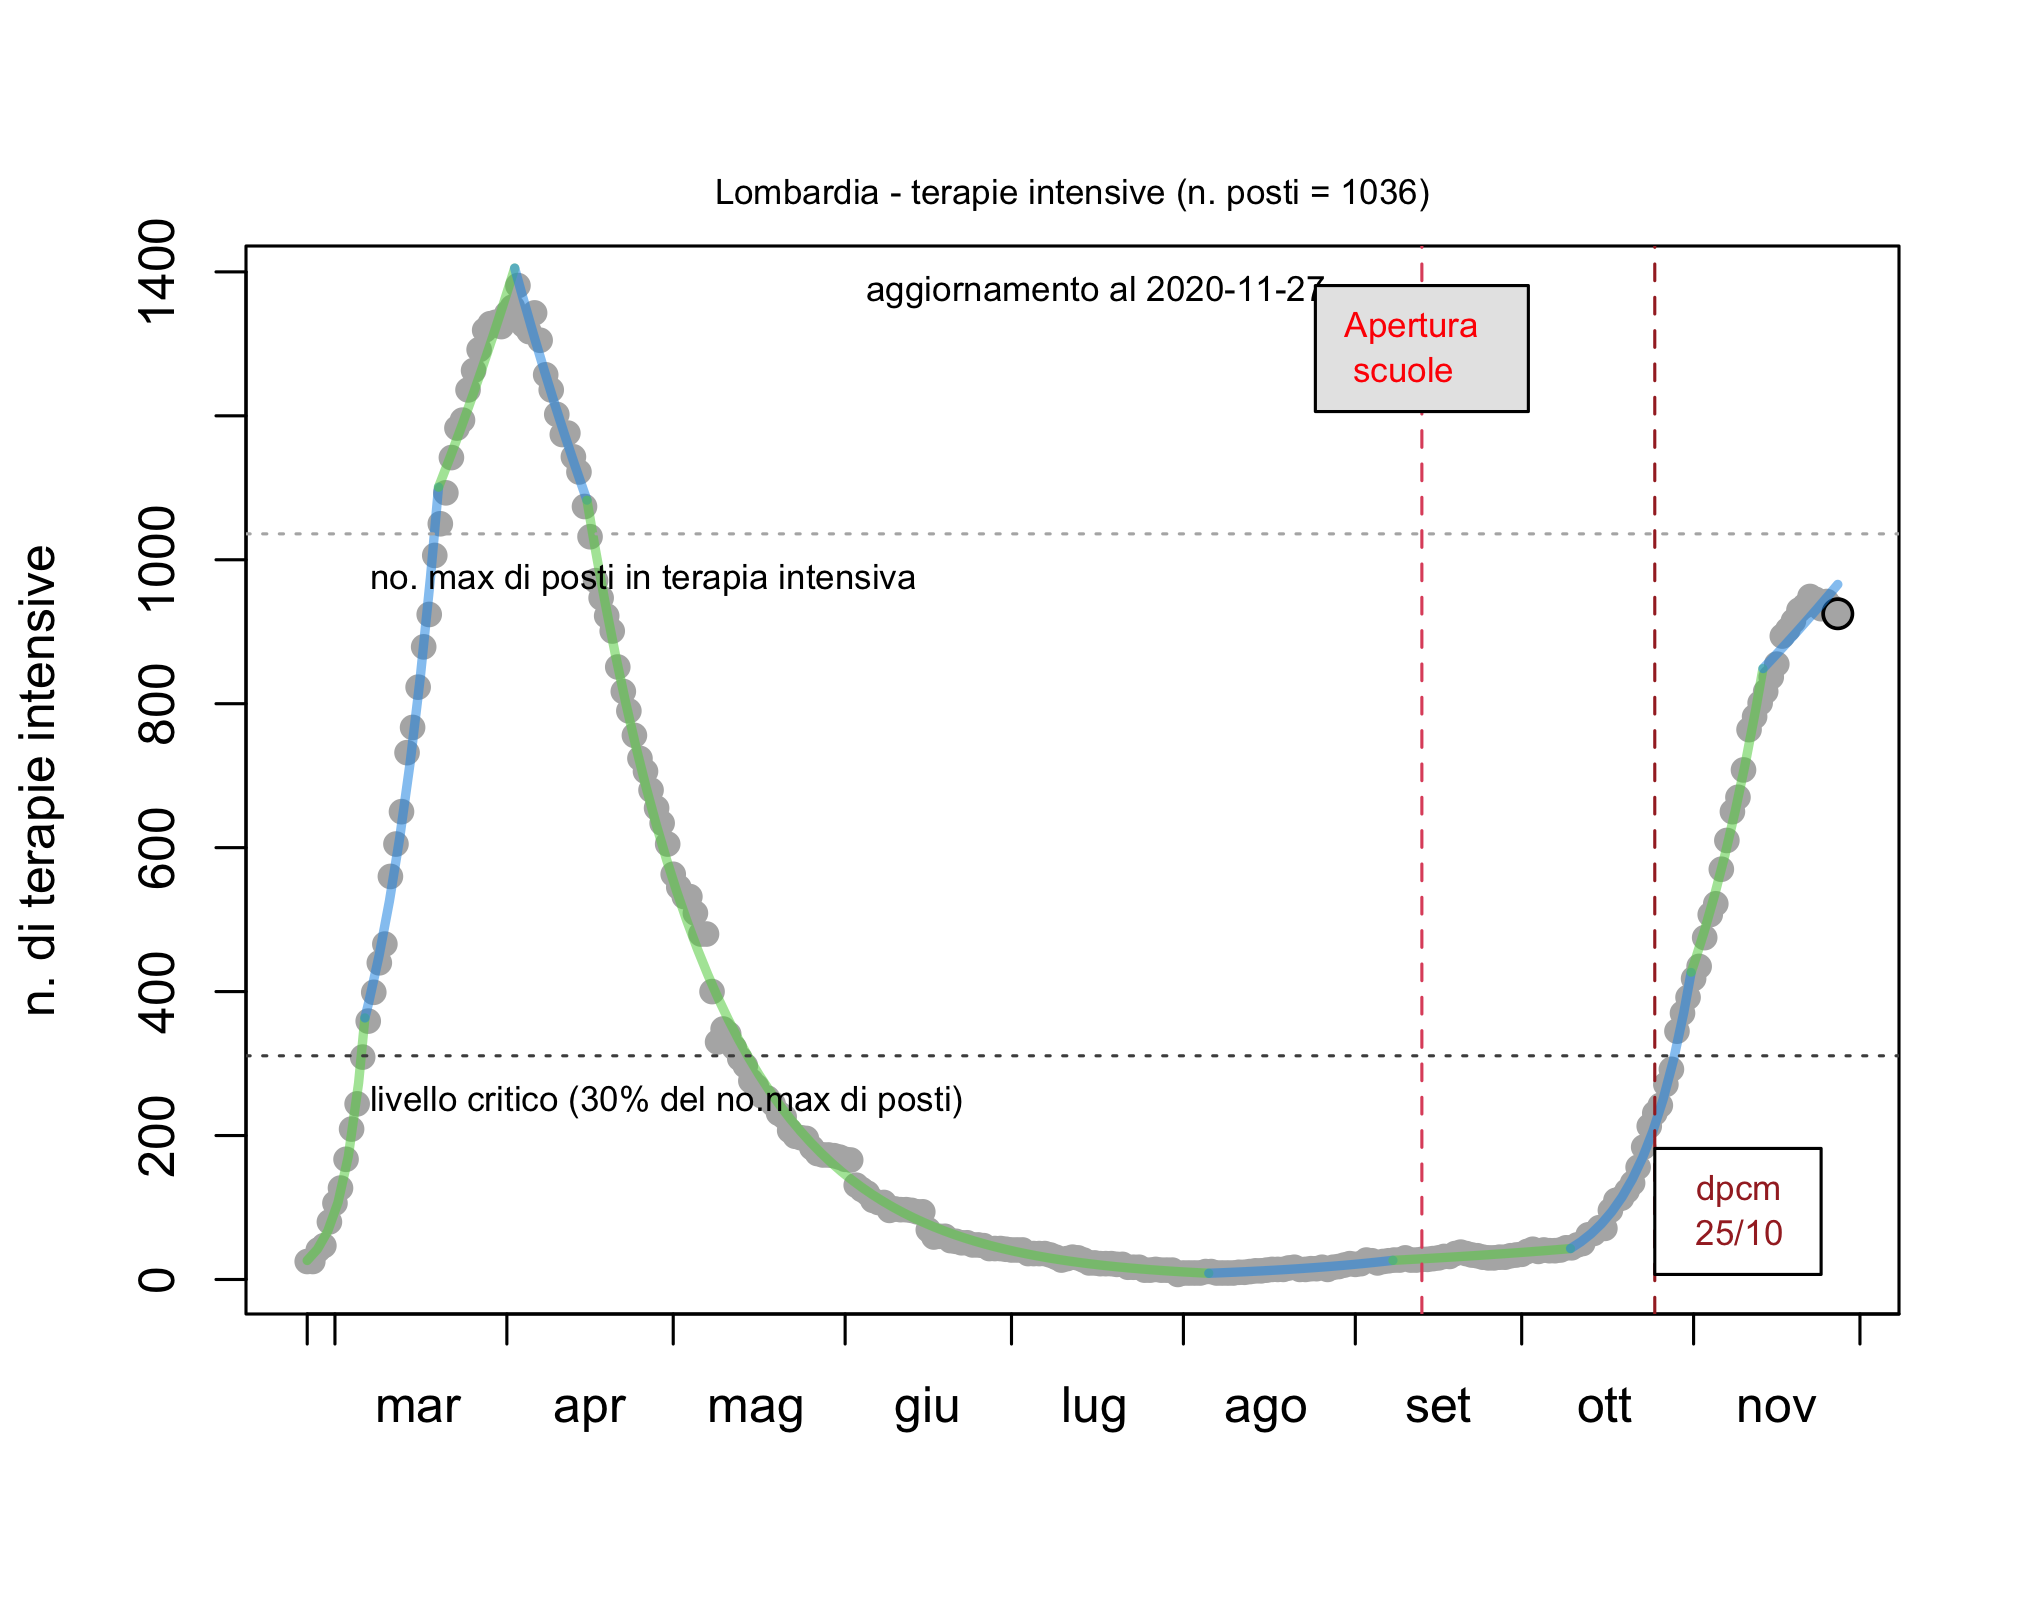 Lombardia - terapie intensive (n. posti = 1036)
aggiornamento al 2020-11-27
Apertura
scuole
no. max di posti in terapia intensiva
livello critico (30% del no.max di posti)
dpcm
25/10
n. di terapie intensive
1400
1000
800
600
400
200
0
mar apr mag giu lug ago set ott nov